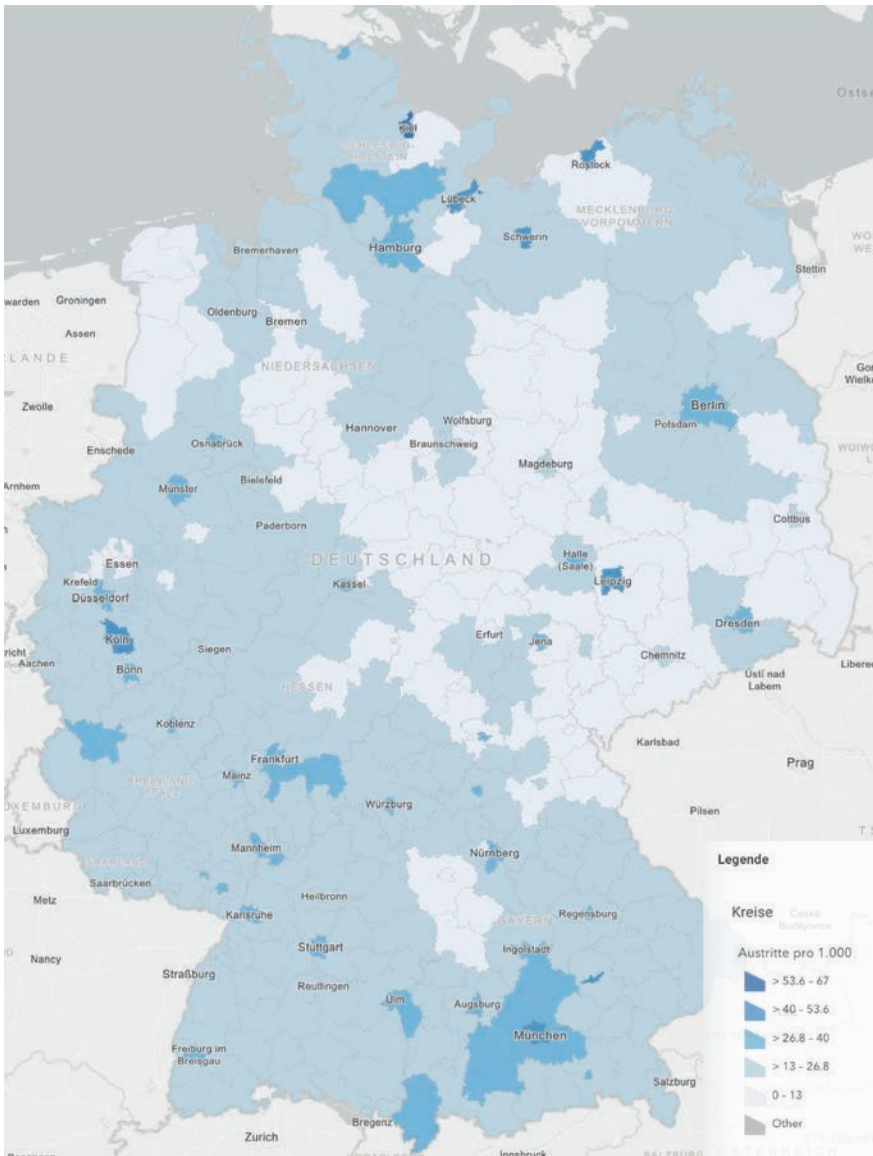 Ostse
Kiel
SCHLESWIG-
HOLSTEIN
Rostock
Lübeck
MECKLENBURG
VORPOMMERN
Schwerin
Hamburg
Bremerhaven
Stettin
Groningen
Oldenburg
Bremen
Assen
NIEDERSACHSEN
Zwolle
Berlin
Hannover
Wolfsburg
Potsdam
Enschede
Osnabrück
Braunschweig
Magdeburg
Arnhem
Münster
Bielefeld
Paderborn
Cottbus
DEUTSCHLAND
Essen
Halle
(Saale)
Krefeld
Kassel
Leipzig
Düsseldorf
Dresden
Köln
Erfurt
Jena
Siegen
Chemnitz
Aachen
Bonn
Ústí nad
Labem
HESSEN
Koblenz
Karlsbad
Frankfurt
Prag
Mainz
RHEINLAND-
PFALZ
Würzburg
Pilsen
Luxemburg
Mannheim
Nürnberg
SAARLAND
Saarbrücken
Heilbronn
Metz
Karlsruhe
BAYERN
Regensburg
Stuttgart
Ingolstadt
Nancy
Straßburg
Reutlingen
Ulm
Augsburg
München
Freiburg im
Breisgau
Salzburg
Bregenz
Zurich
Innsbruck
Legende
Kreise
České
Budějovice
Austritte pro 1.000
> 53.6 - 67
> 40 - 53.6
> 26.8 - 40
> 13 - 26.8
0 - 13
Other